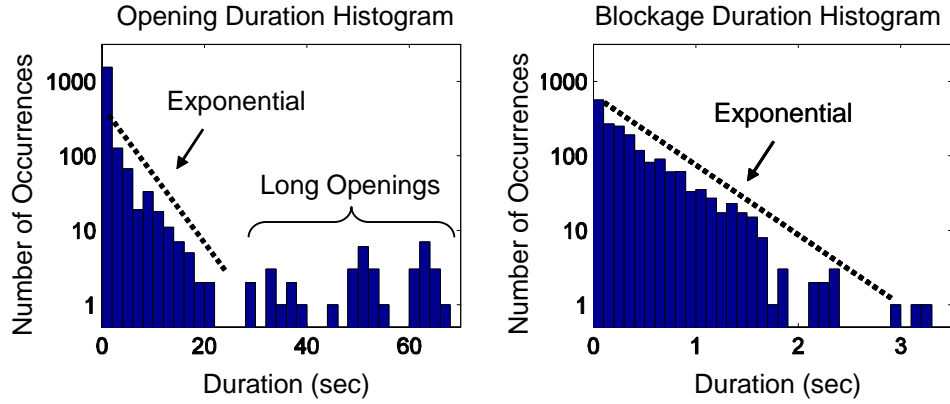 Opening Duration Histogram
Number of Occurrences
1000
100
10
1
Exponential
Long Openings
0
20
40
60
Duration (sec)
Blockage Duration Histogram
Number of Occurrences
1000
100
10
1
Exponential
0
1
2
3
Duration (sec)